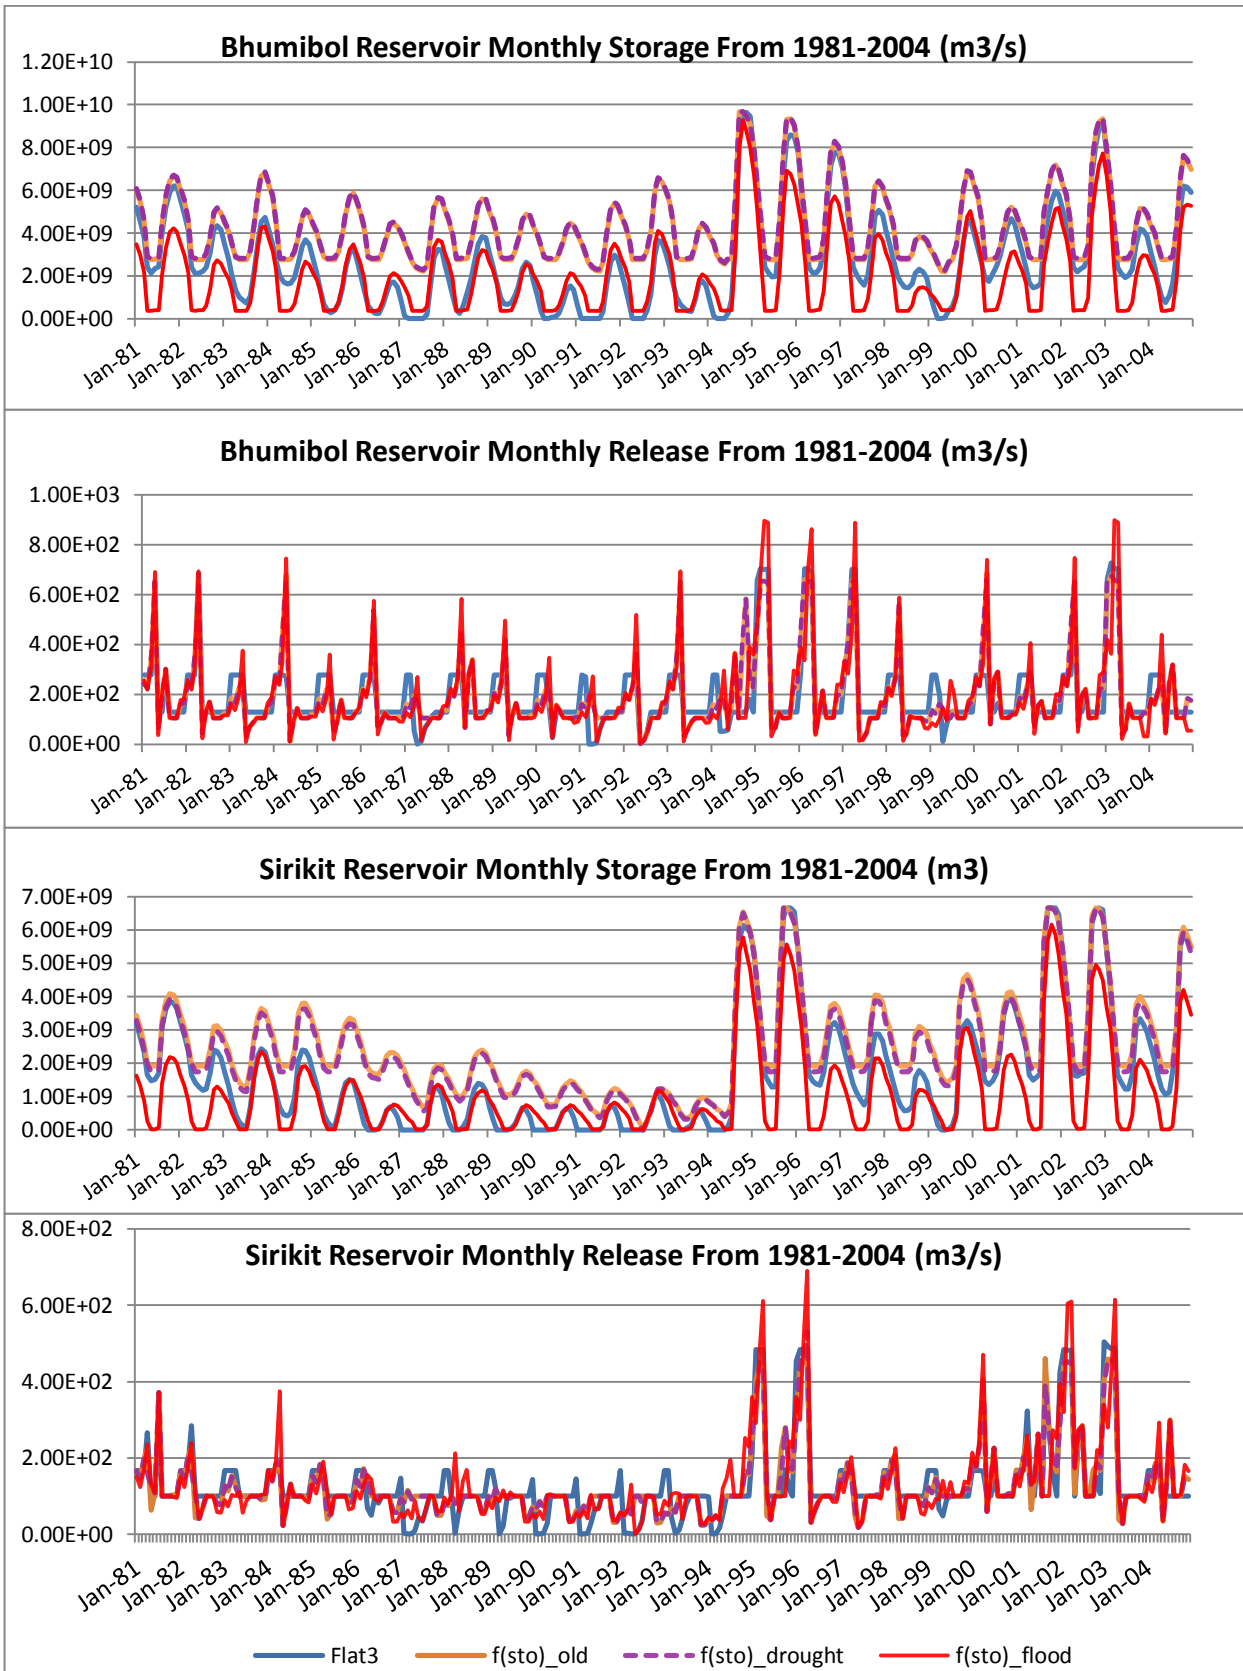 Bhumibol Reservoir Monthly Storage From 1981-2004 (m3/s)
1.20E+10
1.00E+10
8.00E+09
6.00E+09
4.00E+09
2.00E+09
0.00E+00
Jan-81 Jan-82 Jan-83 Jan-84 Jan-85 Jan-86 Jan-87 Jan-88 Jan-89 Jan-90 Jan-91 Jan-92 Jan-93 Jan-94 Jan-95 Jan-96 Jan-97 Jan-98 Jan-99 Jan-00 Jan-01 Jan-02 Jan-03 Jan-04
Bhumibol Reservoir Monthly Release From 1981-2004 (m3/s)
1.00E+03
8.00E+02
6.00E+02
4.00E+02
2.00E+02
0.00E+00
Jan-81 Jan-82 Jan-83 Jan-84 Jan-85 Jan-86 Jan-87 Jan-88 Jan-89 Jan-90 Jan-91 Jan-92 Jan-93 Jan-94 Jan-95 Jan-96 Jan-97 Jan-98 Jan-99 Jan-00 Jan-01 Jan-02 Jan-03 Jan-04
Sirikit Reservoir Monthly Storage From 1981-2004 (m3)
7.00E+09
6.00E+09
5.00E+09
4.00E+09
3.00E+09
2.00E+09
1.00E+09
0.00E+00
Jan-81 Jan-82 Jan-83 Jan-84 Jan-85 Jan-86 Jan-87 Jan-88 Jan-89 Jan-90 Jan-91 Jan-92 Jan-93 Jan-94 Jan-95 Jan-96 Jan-97 Jan-98 Jan-99 Jan-00 Jan-01 Jan-02 Jan-03 Jan-04
Sirikit Reservoir Monthly Release From 1981-2004 (m3/s)
8.00E+02
6.00E+02
4.00E+02
2.00E+02
0.00E+00
Jan-81 Jan-82 Jan-83 Jan-84 Jan-85 Jan-86 Jan-87 Jan-88 Jan-89 Jan-90 Jan-91 Jan-92 Jan-93 Jan-94 Jan-95 Jan-96 Jan-97 Jan-98 Jan-99 Jan-00 Jan-01 Jan-02 Jan-03 Jan-04
Flat3 f(sto)_old f(sto)_drought f(sto)_flood